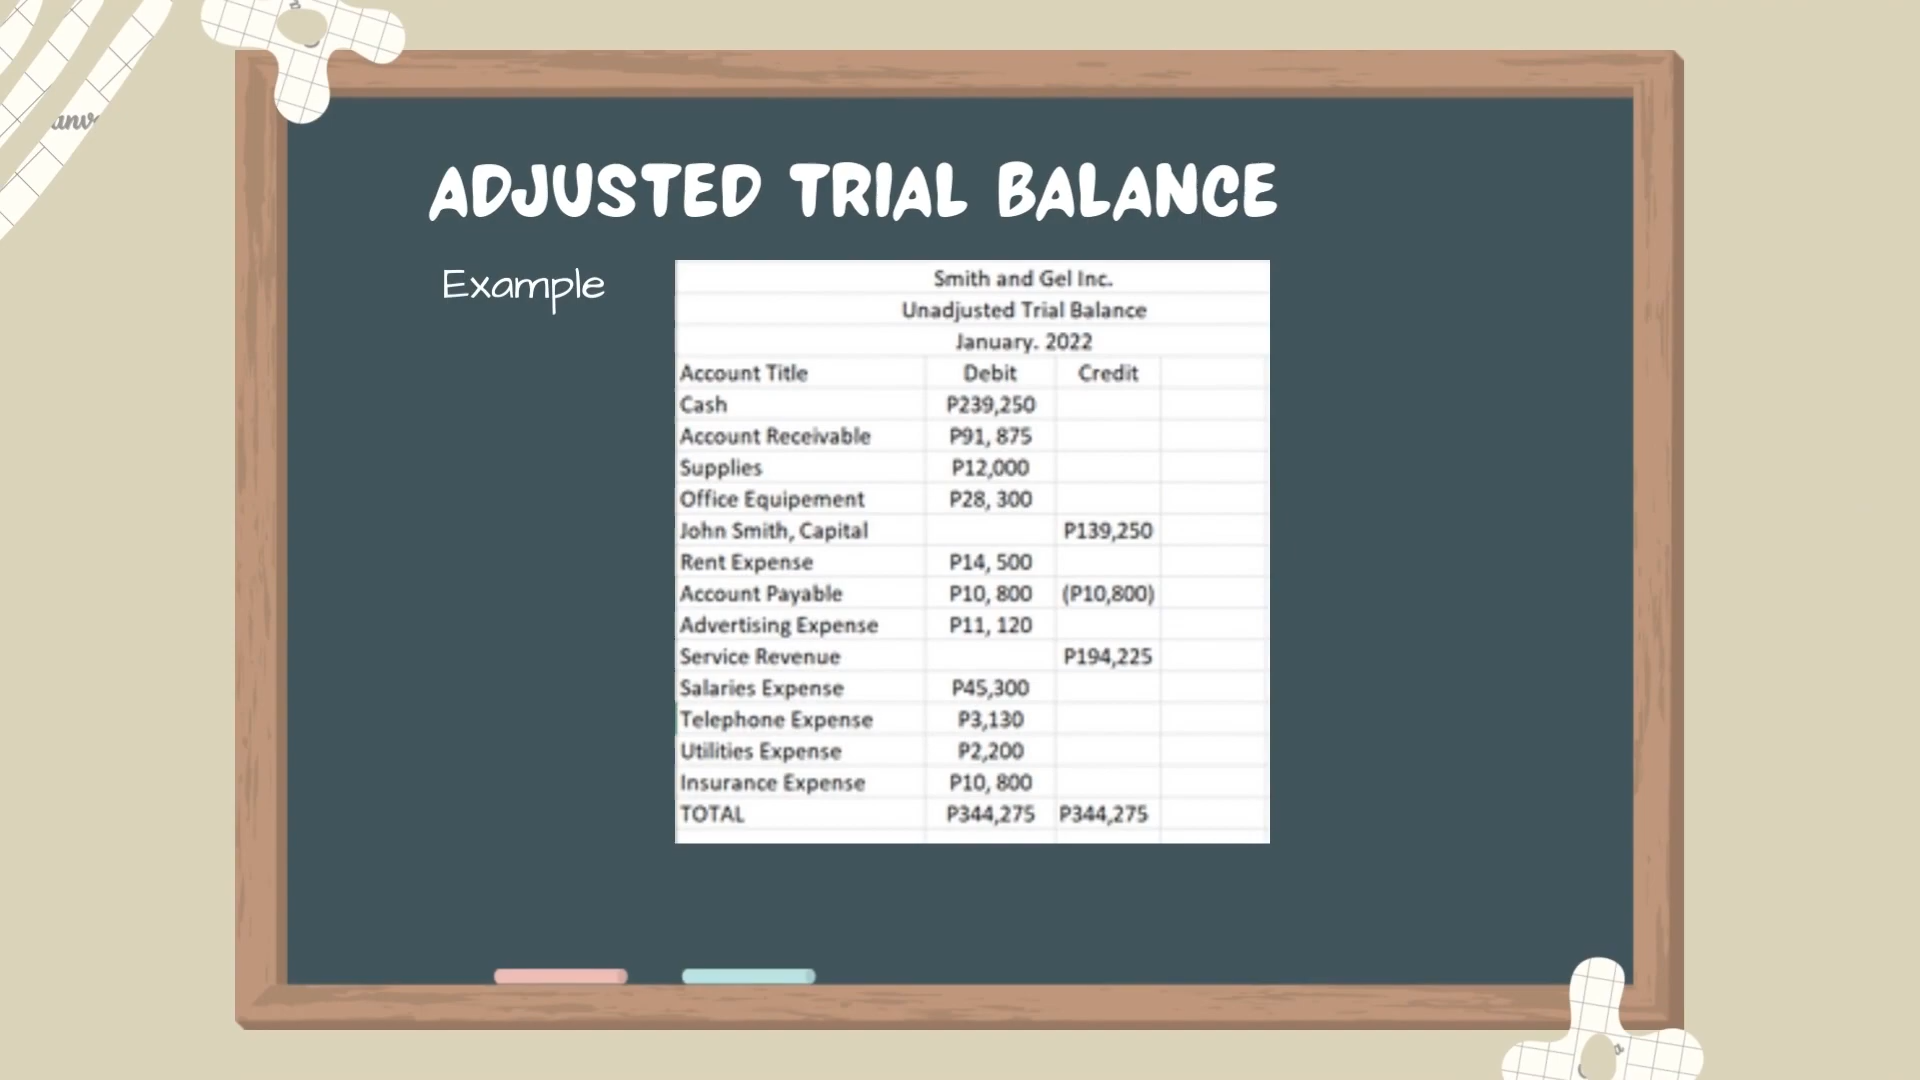 ADJUSTED TRIAL BALANCE
Example
Smith and Gel Inc.
Unadjusted Trial Balance
January. 2022
Account Title Debit Credit
Cash P239,250
Account Receivable P91, 875
Supplies P12,000
Office Equipement P28, 300
John Smith, Capital P139,250
Rent Expense P14, 500
Account Payable P10, 800 (P10,800)
Advertising Expense P11, 120
Service Revenue P194,225
Salaries Expense P45,300
Telephone Expense P3,130
Utilities Expense P2,200
Insurance Expense P10, 800
TOTAL P344,275 P344,275